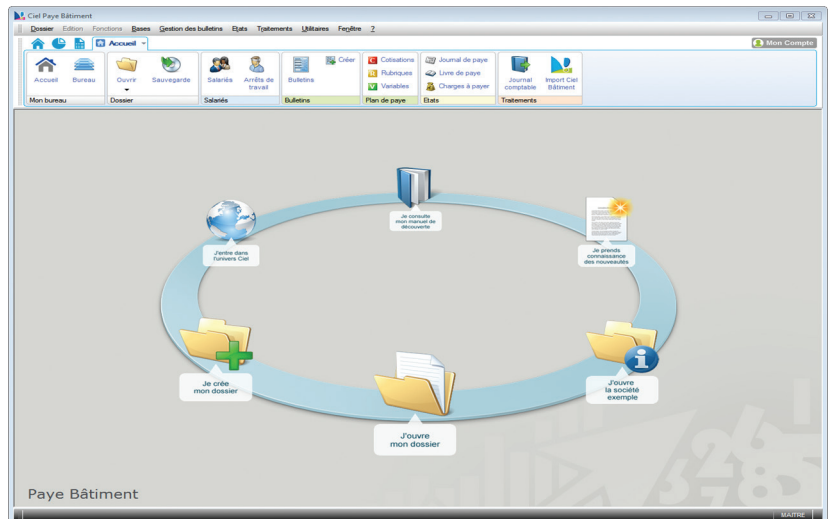 Ciel Paye Bâtiment
Dossier Edition Fonctions Bases Gestion des bulletins Etats Traitements Utilitaires Fenêtre ?
Accueil
Mon Compte
Accueil Bureau Ouvrir Sauvegarde Salariés Arrêts de travail Bulletins Créer
Cotisations
Rubriques
Variables
Journal de paye
Livre de paye
Charges à payer
Journal comptable
Import Ciel Bâtiment
Mon bureau Dossier Salariés Bulletins Plan de paye Etats Traitements
Je consulte
mon manuel de
découverte
J'entre dans
l'univers Ciel
Je prends
connaissance
des nouveautés
Je crée
mon dossier
J'ouvre
la société
exemple
J'ouvre
mon dossier
Paye Bâtiment
MAITRE